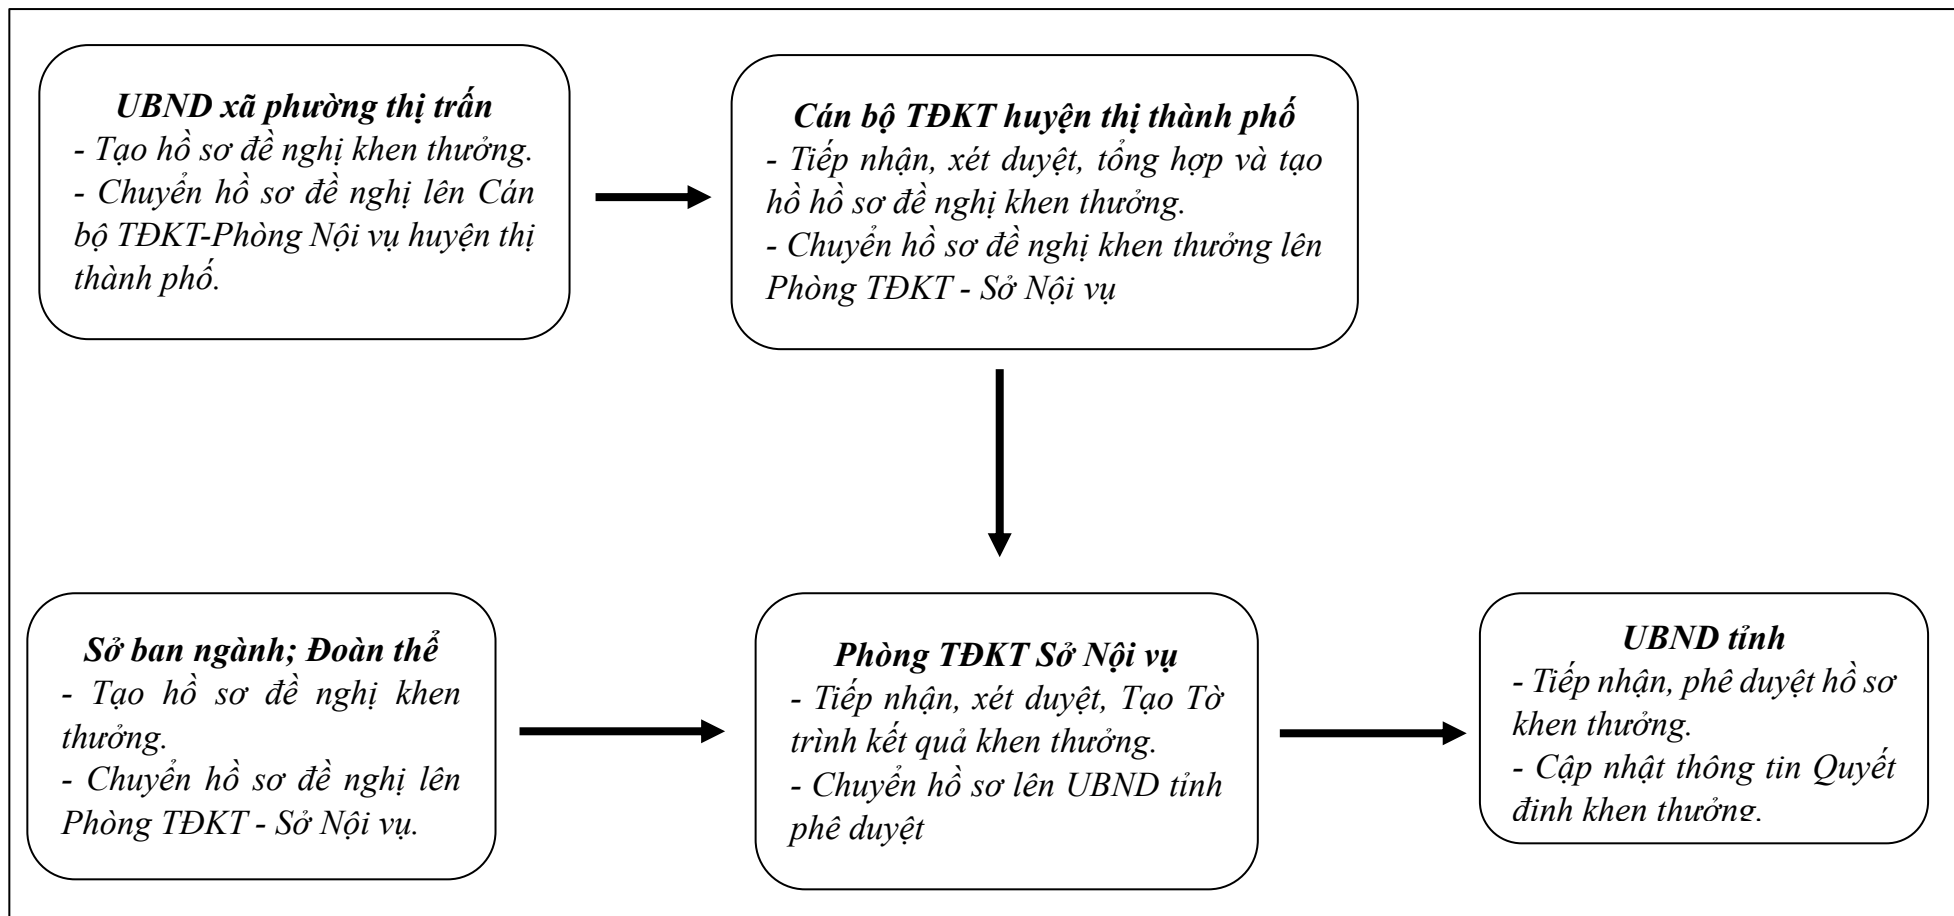 UBND xã phường thị trấn
- Tạo hồ sơ đề nghị khen thưởng.
- Chuyển hồ sơ đề nghị lên Cán
bộ TĐKT-Phòng Nội vụ huyện thị
thành phố.
Cán bộ TĐKT huyện thị thành phố
- Tiếp nhận, xét duyệt, tổng hợp và tạo
hồ hồ sơ đề nghị khen thưởng.
- Chuyển hồ sơ đề nghị khen thưởng lên
Phòng TĐKT - Sở Nội vụ
Sở ban ngành; Đoàn thể
- Tạo hồ sơ đề nghị khen
thưởng.
- Chuyển hồ sơ đề nghị lên
Phòng TĐKT - Sở Nội vụ.
Phòng TĐKT Sở Nội vụ
- Tiếp nhận, xét duyệt, Tạo Tờ
trình kết quả khen thưởng.
- Chuyển hồ sơ lên UBND tỉnh
phê duyệt
UBND tỉnh
- Tiếp nhận, phê duyệt hồ sơ
khen thưởng.
- Cập nhật thông tin Quyết
định khen thưởng.